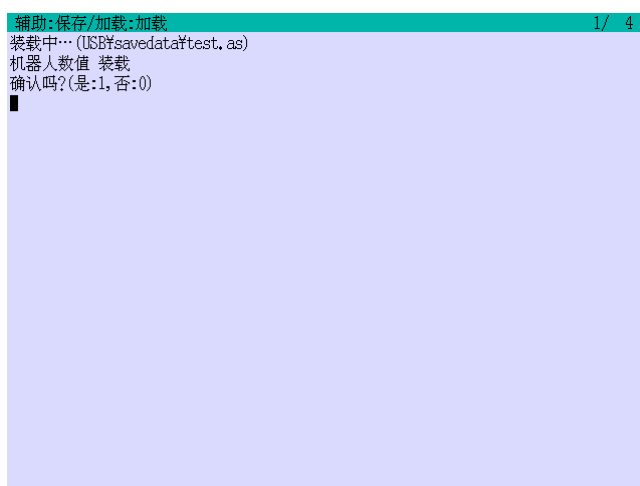 辅助:保存/加载:加载 1/ 4
装载中…(USB¥savedata¥test.as)
机器人数值 装载
确认吗?(是:1,否:0)